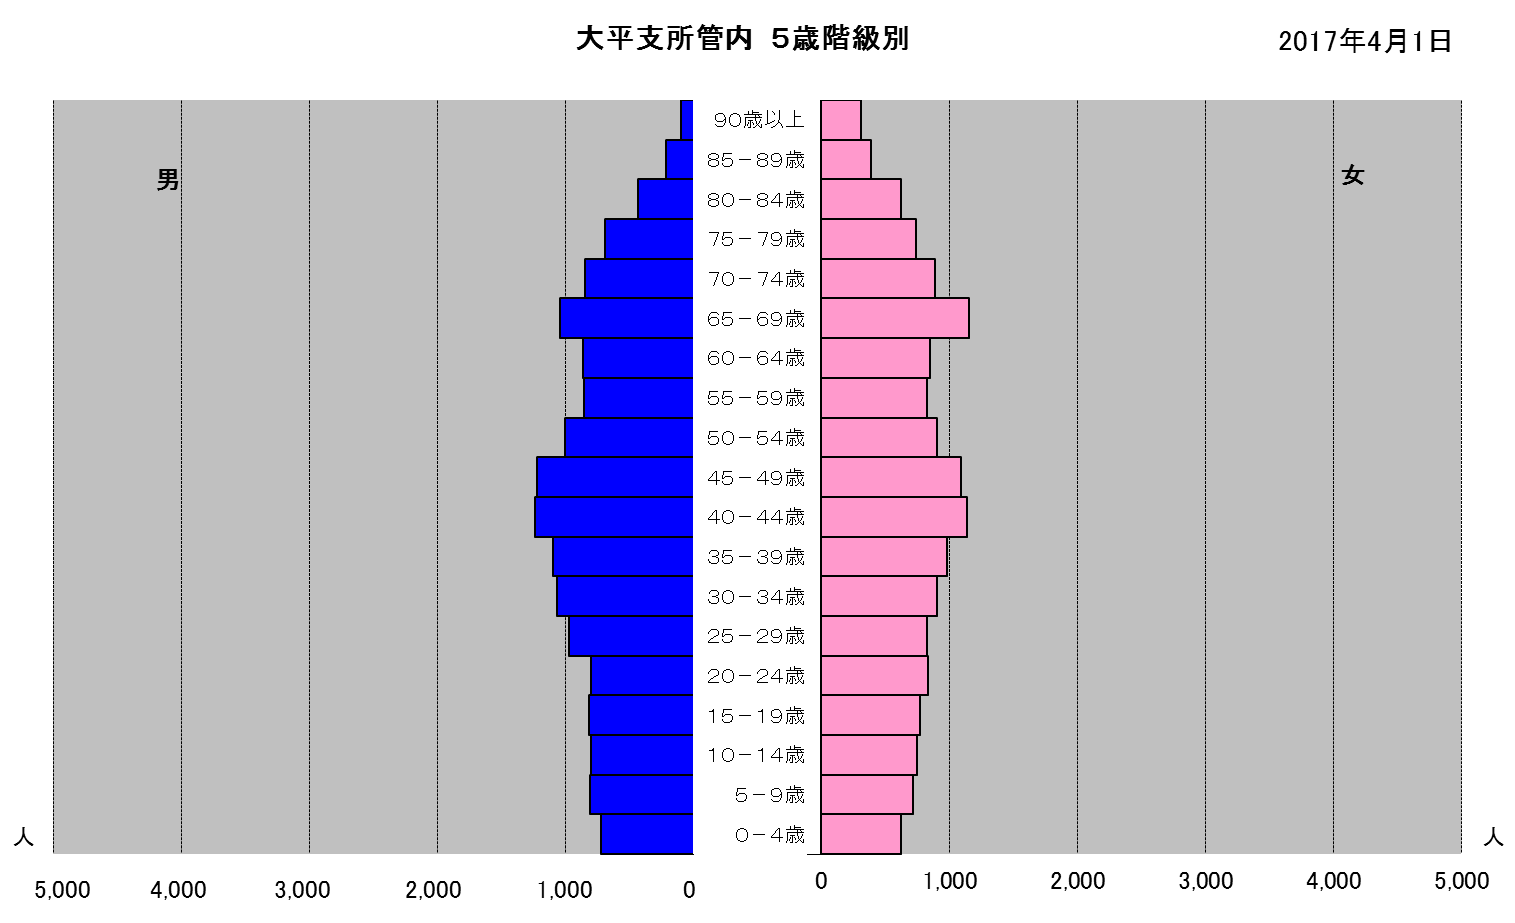 大平支所管内 ５歳階級別
2017年4月1日
男
女
９０歳以上
８５－８９歳
８０－８４歳
７５－７９歳
７０－７４歳
６５－６９歳
６０－６４歳
５５－５９歳
５０－５４歳
４５－４９歳
４０－４４歳
３５－３９歳
３０－３４歳
２５－２９歳
２０－２４歳
１５－１９歳
１０－１４歳
５－９歳
０－４歳
人
人
5,000 4,000 3,000 2,000 1,000 0
0 1,000 2,000 3,000 4,000 5,000